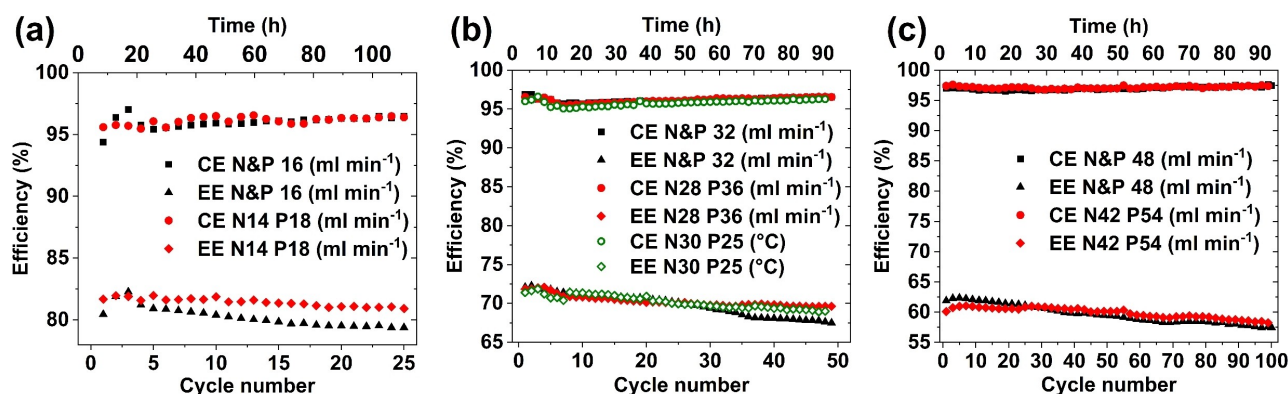 (a)
Time (h)
0 20 40 60 80 100
Efficiency (%)
100
95
90
85
80
CE N&P 16 (ml min⁻¹)
EE N&P 16 (ml min⁻¹)
CE N14 P18 (ml min⁻¹)
EE N14 P18 (ml min⁻¹)
0 5 10 15 20 25
Cycle number
(b)
Time (h)
0 10 20 30 40 50 60 70 80 90
Efficiency (%)
100
95
90
85
80
75
70
65
CE N&P 32 (ml min⁻¹)
EE N&P 32 (ml min⁻¹)
CE N28 P36 (ml min⁻¹)
EE N28 P36 (ml min⁻¹)
CE N30 P25 (°C)
EE N30 P25 (°C)
0 10 20 30 40 50
Cycle number
(c)
Time (h)
0 10 20 30 40 50 60 70 80 90
Efficiency (%)
100
95
90
85
80
75
70
65
60
55
CE N&P 48 (ml min⁻¹)
EE N&P 48 (ml min⁻¹)
CE N42 P54 (ml min⁻¹)
EE N42 P54 (ml min⁻¹)
0 10 20 30 40 50 60 70 80 90 100
Cycle number